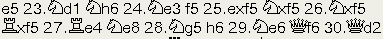 e5 23.♘d1 ♘h6 24.♘e3 f5 25.exf5 ♘xf5 26.♘xf5
♖xf5 27.♖e4 ♘e8 28.♘g5 h6 29.♘e6 ♛f6 30.♛d2